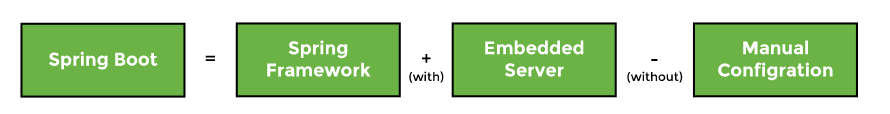 Spring Boot
=
Spring
Framework
+
(with)
Embedded
Server
-
(without)
Manual
Configration